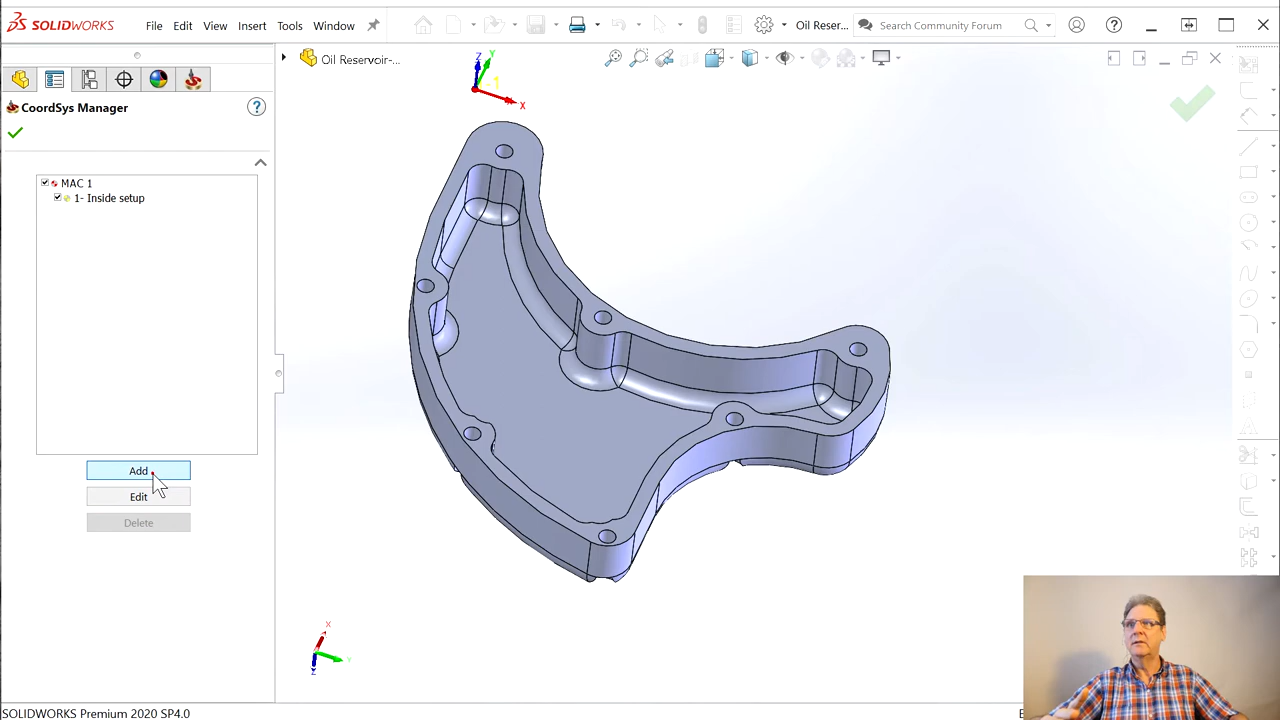 SOLIDWORKS File Edit View Insert Tools Window Oil Reser... Search Community Forum
Oil Reservoir-...
CoordSys Manager
MAC 1
1- Inside setup
Add
Edit
Delete
Z
Y
1
X
X
Y
Z
SOLIDWORKS Premium 2020 SP4.0